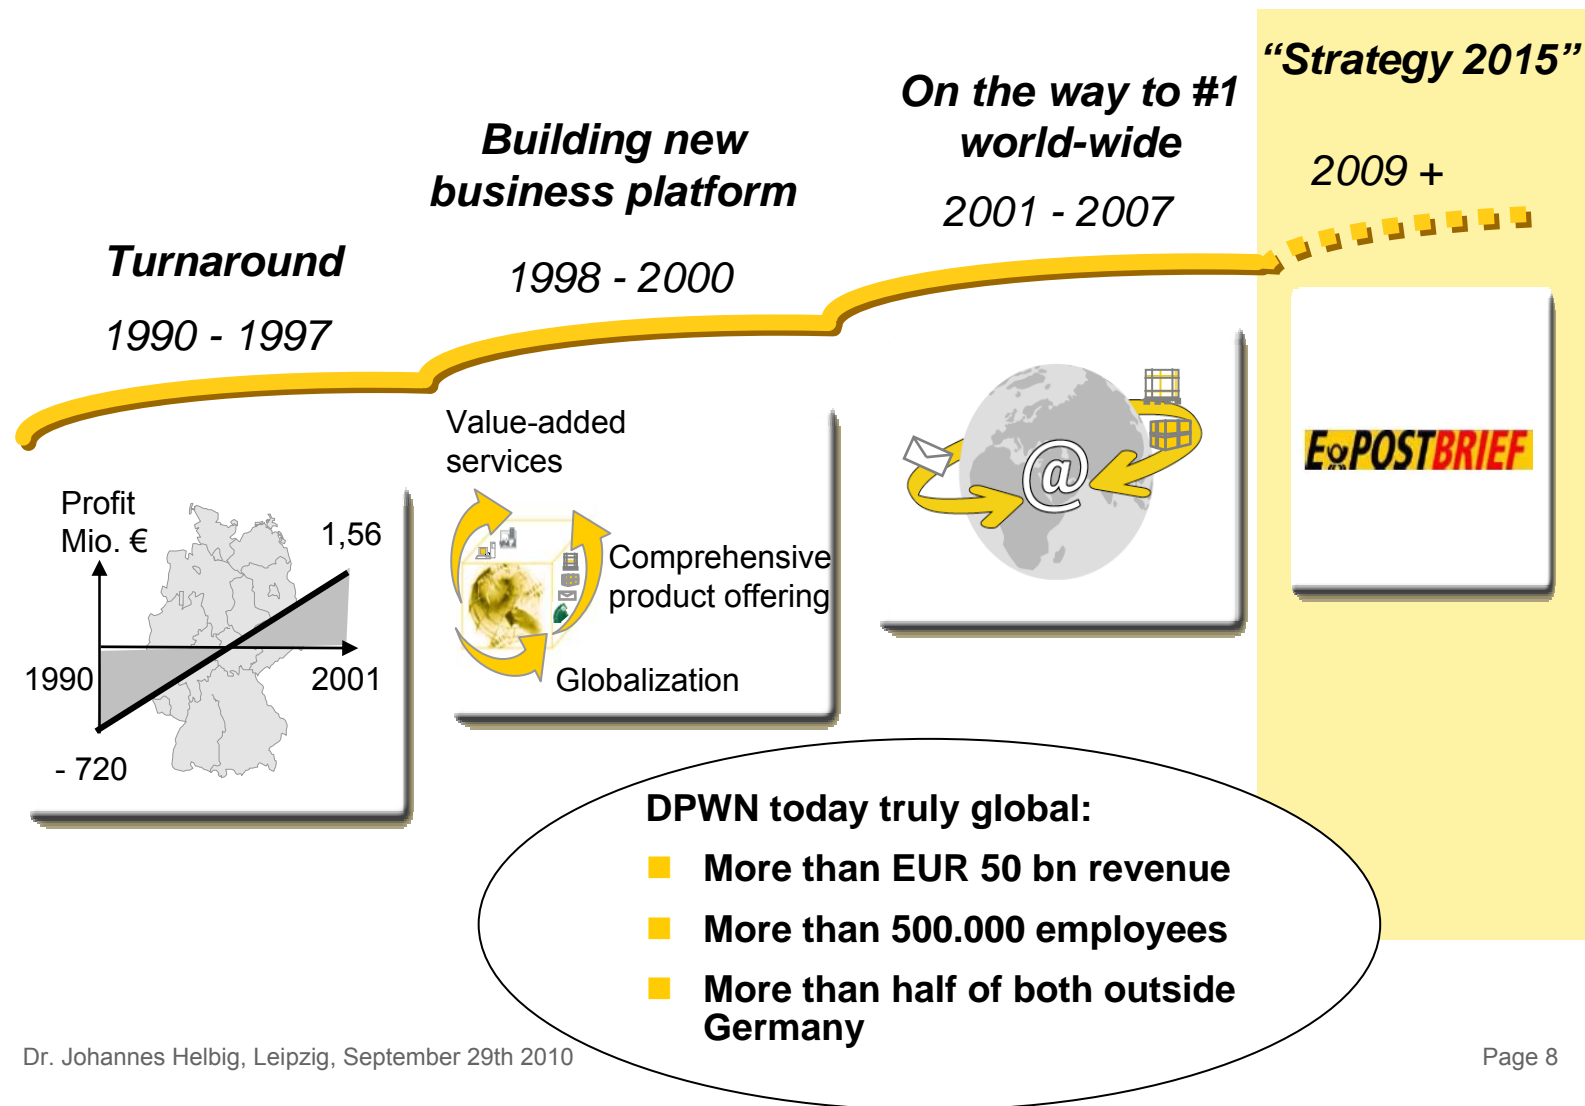 “Strategy 2015”
2009 +
On the way to #1
world-wide
2001 - 2007
Building new
business platform
1998 - 2000
Turnaround
1990 - 1997
Profit
Mio. €
1,56
1990
2001
- 720
Value-added
services
Comprehensive
product offering
Globalization
@
E POSTBRIEF
DPWN today truly global:
More than EUR 50 bn revenue
More than 500.000 employees
More than half of both outside
Germany
Dr. Johannes Helbig, Leipzig, September 29th 2010
Page 8